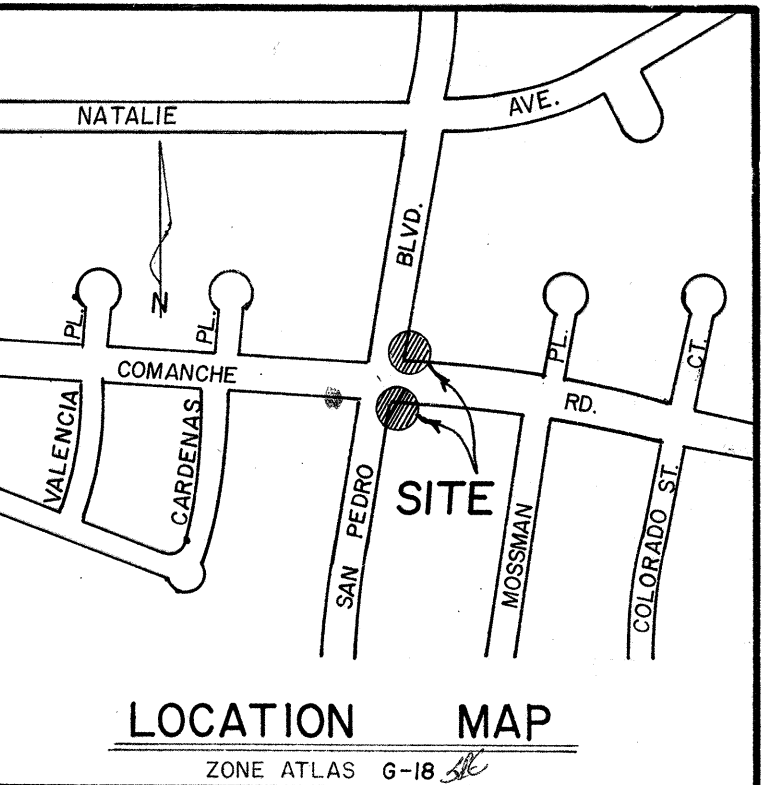 NATALIE
AVE.
BLVD.
N
PL.
PL.
PL.
CT.
COMANCHE
RD.
VALENCIA
CARDENAS
SAN PEDRO
SITE
MOSSMAN
COLORADO ST.
LOCATION MAP
ZONE ATLAS G-18